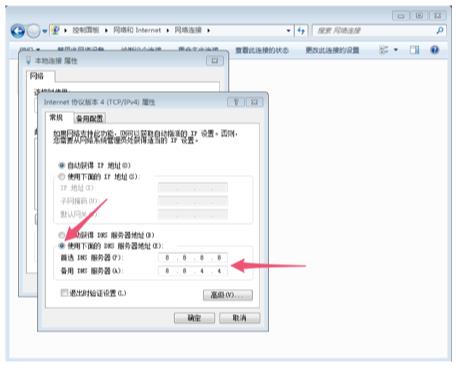 控制面板 ▸ 网络和 Internet ▸ 网络连接 ▸
搜索 网络连接
查看此连接的状态 更改此连接的设置
本地连接 属性
网络
Internet 协议版本 4 (TCP/IPv4) 属性
常规 备用配置
如果网络支持此功能，则可以获取自动指派的 IP 设置。否则，
您需要从网络系统管理员处获得适当的 IP 设置。
自动获得 IP 地址(O)
使用下面的 IP 地址(S):
IP 地址(I):
子网掩码(U):
默认网关
获得 DNS 服务器地址(B)
使用下面的 DNS 服务器地址(E):
首选 DNS 服务器(P): 8 . 8 . 8 . 8
备用 DNS 服务器(A): 8 . 8 . 4 . 4
退出时验证设置(L)
高级(V)...
确定 取消